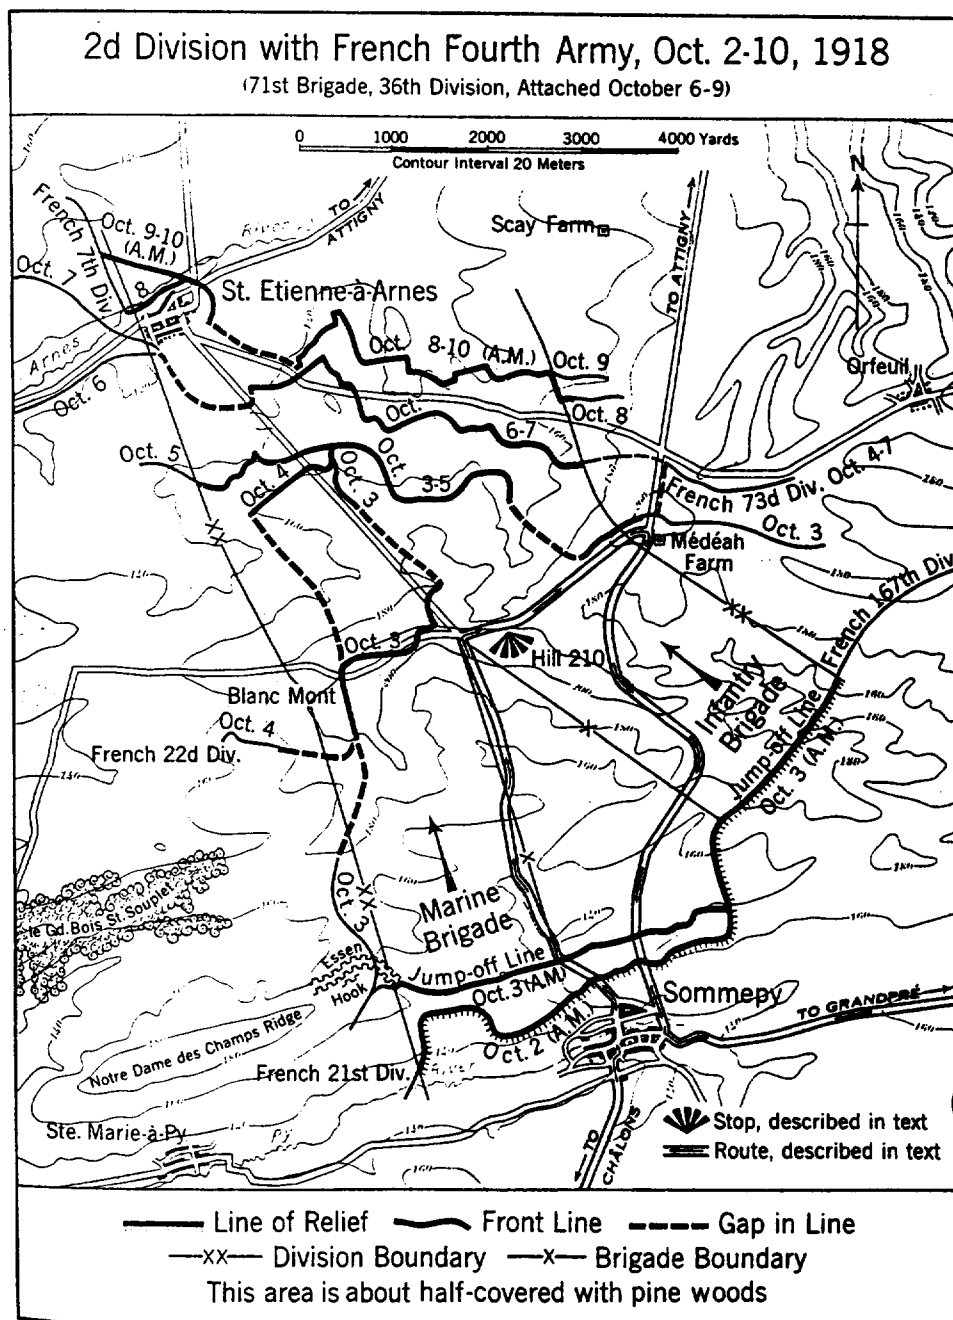 2d Division with French Fourth Army, Oct. 2-10, 1918
(71st Brigade, 36th Division, Attached October 6-9)
0 1000 2000 3000 4000 Yards
Contour Interval 20 Meters
N
French 7th Div.
Oct. 9-10
(A.M.)
Oct. 7
8
River
TO
ATTIGNY
Scay Farm
TO ATTIGNY
St. Etienne-à-Arnes
Arnes
Oct. 6
Oct. 8-10 (A.M.)
Oct. 9
Oct. 8
Orfeuil
Oct. 6-7
Oct. 5
Oct. 4
Oct. 3
Oct. 3-5
French 73d Div. Oct. 4-7
Oct. 3
Médéah
Farm
XX
XX
French 167th Div.
Oct. 3
Hill 210
Blanc Mont
Infantry
Brigade
Oct. 4
French 22d Div.
X
Jump-off Line
Oct. 3 (A.M.)
le Gd. Bois St. Souplet
Oct. 3
XX
X
Marine
Brigade
Essen
Hook
Jump-off Line
Oct. 3 (A.M.)
Sommepy
TO GRANDPRÉ
Oct. 2 (A.M.)
Notre Dame des Champs Ridge
French 21st Div.
River
Ste. Marie-à-Py
Py
TO
CHÂLONS
Stop, described in text
Route, described in text
Line of Relief Front Line Gap in Line
XX Division Boundary X Brigade Boundary
This area is about half-covered with pine woods